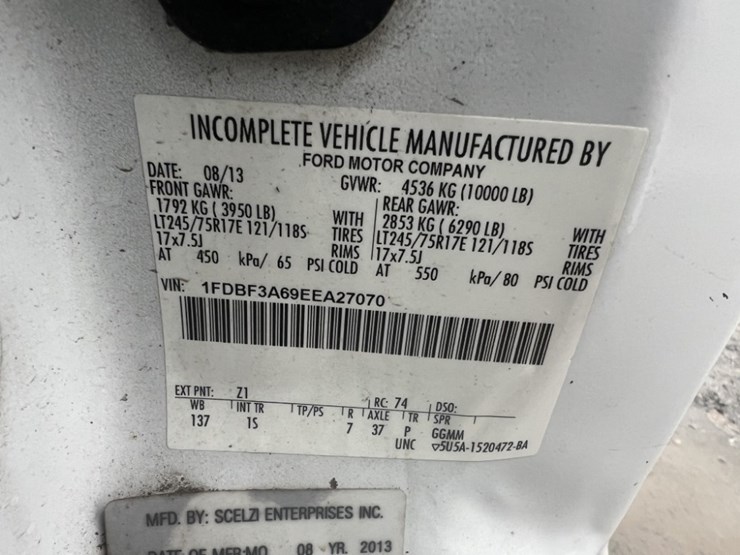 INCOMPLETE VEHICLE MANUFACTURED BY
FORD MOTOR COMPANY
DATE: 08/13 GVWR: 4536 KG (10000 LB)
FRONT GAWR: REAR GAWR:
1792 KG ( 3950 LB) WITH 2853 KG ( 6290 LB) WITH
LT245/75R17E 121/118S TIRES LT245/75R17E 121/118S TIRES
17x7.5J RIMS 17x7.5J RIMS
AT 450 kPa/ 65 PSI COLD AT 550 kPa/ 80 PSI COLD
VIN: 1FDBF3A69EEA27070
EXT PNT: Z1 RC: 74 DSO:
WB INT TR TP/PS R AXLE TR SPR
137 1S 7 37 P GGMM
UNC ▽5U5A-1520472-BA
MFD. BY: SCELZI ENTERPRISES INC.
DATE OF MFR:MO 08 YR. 2013